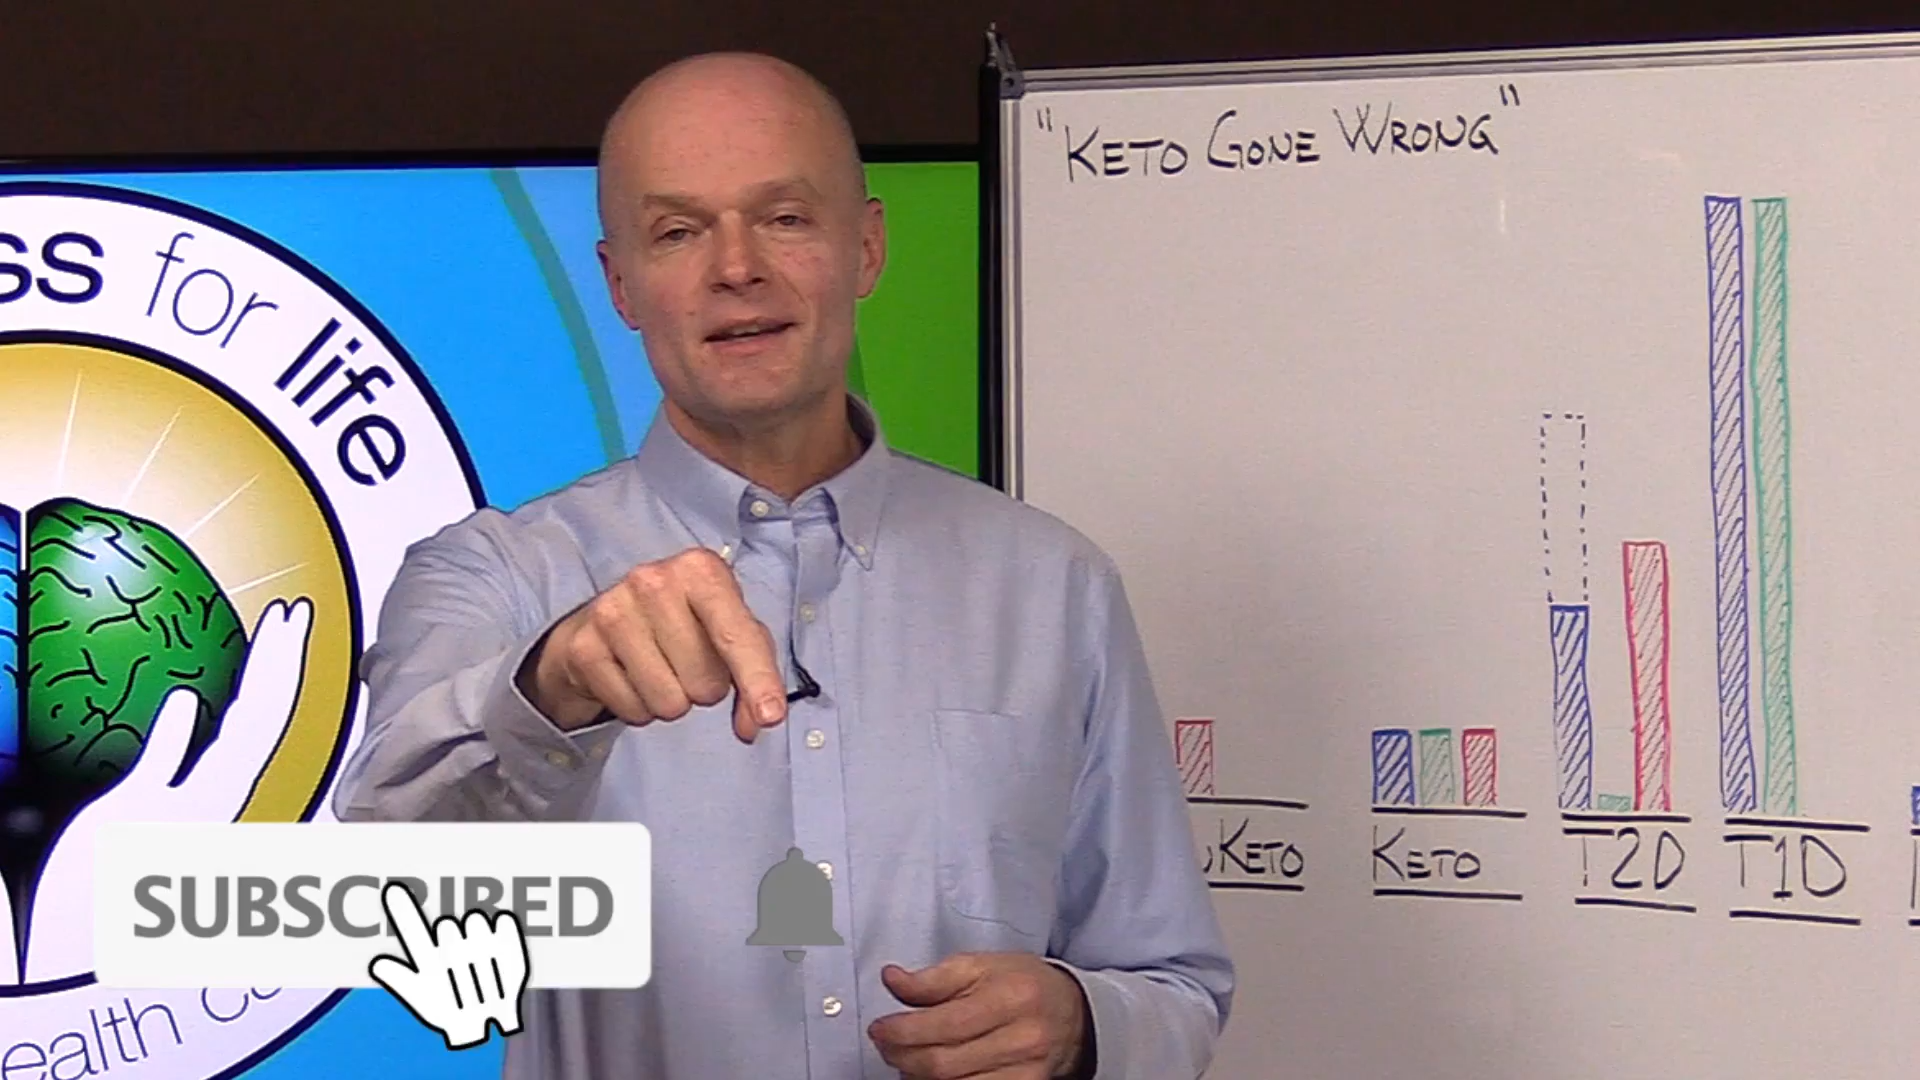 "KETO GONE WRONG"
ss for life
KETO
KETO
T2D
T1D
SUBSCRIBED
ealth